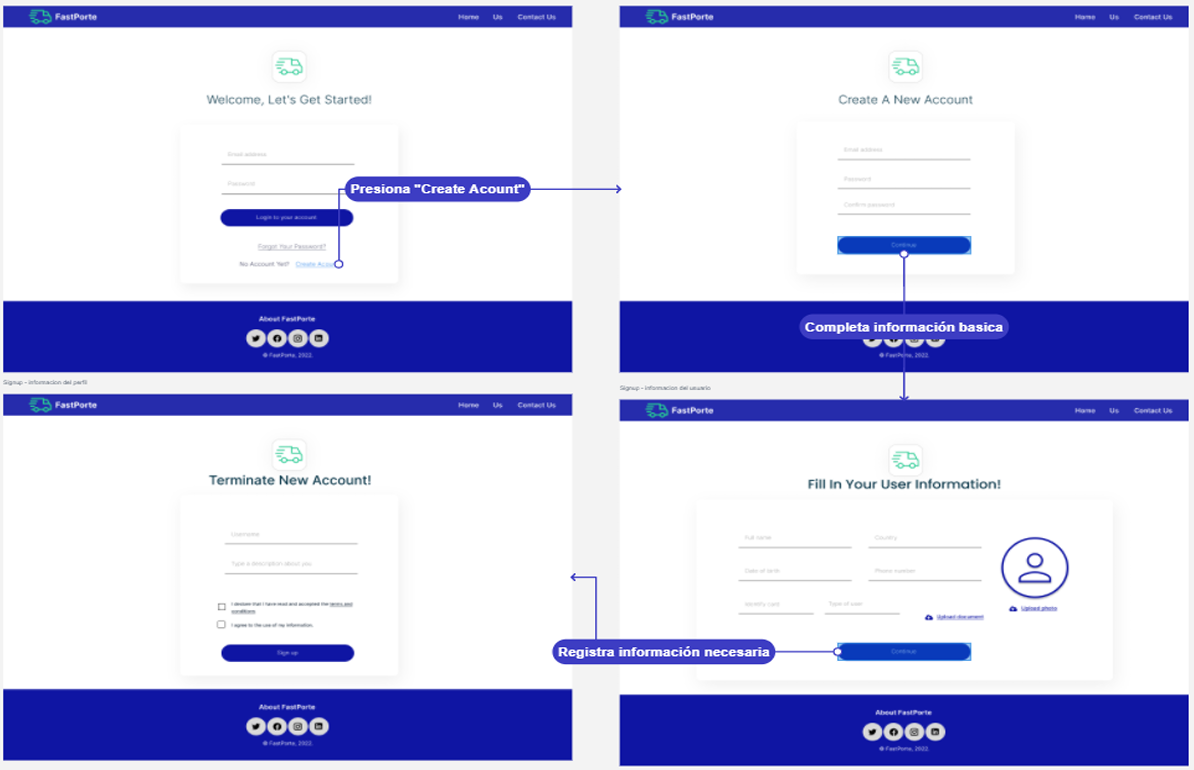 FastPorte
Home Us Contact Us
Welcome, Let's Get Started!
Email address
Password
Login to your account
Forgot Your Password?
No Account Yet? Create Acou
About FastPorte
© FastPorte, 2022.
Presiona "Create Acount"
FastPorte
Home Us Contact Us
Create A New Account
Email address
Password
Confirm password
Continue
Completa información basica
© FastPorte, 2022.
Signup - informacion del usuario
FastPorte
Home Us Contact Us
Fill In Your User Information!
Full name
Country
Date of birth
Phone number
Identity card
Type of user
Upload document
Upload photo
Continue
About FastPorte
© FastPorte, 2022.
Registra información necesaria
Signup - informacion del perfil
FastPorte
Home Us Contact Us
Terminate New Account!
Username
Type a description about you
I declare that I have read and accepted the terms and
conditions
I agree to the use of my information.
Sign up
About FastPorte
© FastPorte, 2022.